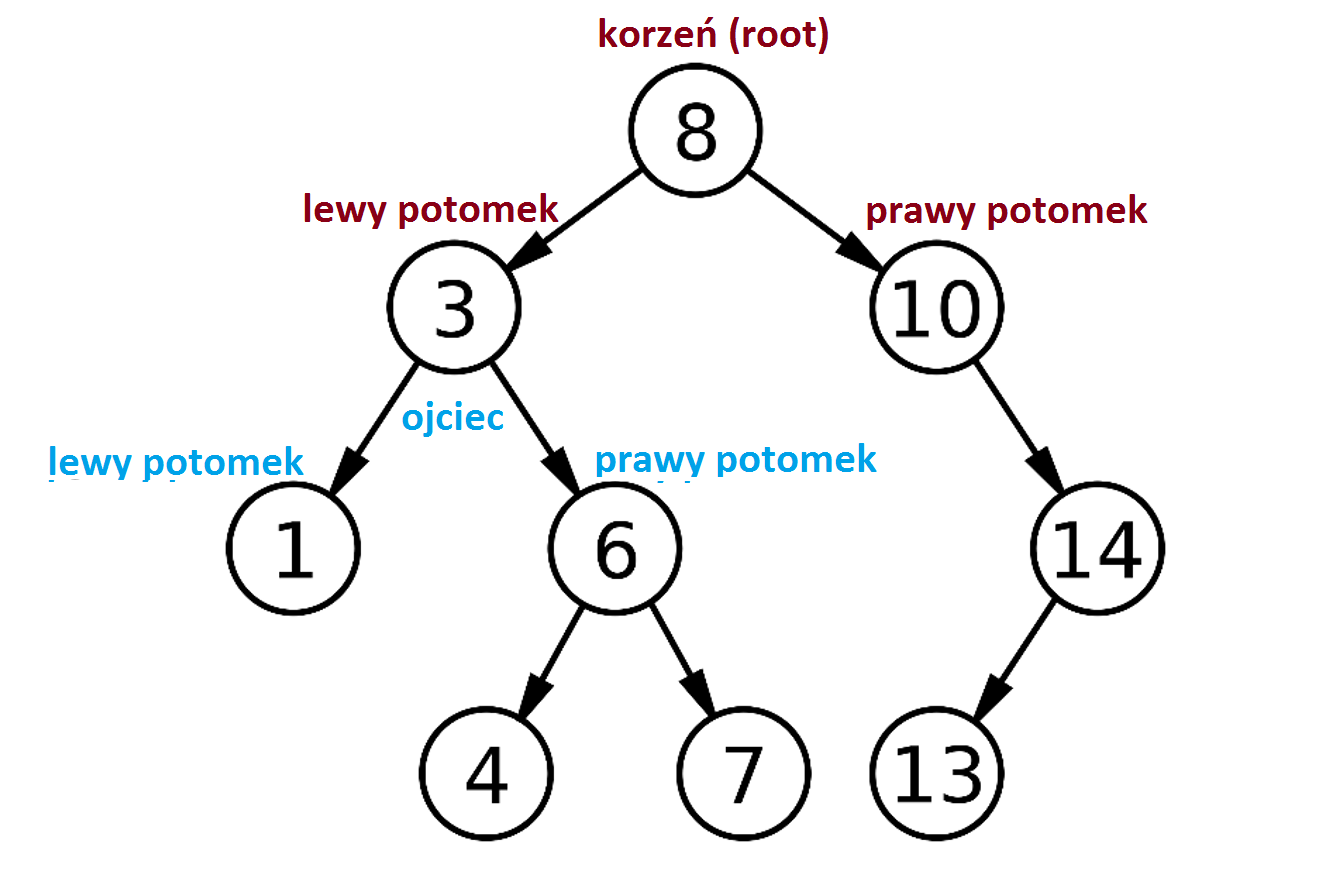 korzeń (root)
8
lewy potomek
prawy potomek
3
10
ojciec
lewy potomek
prawy potomek
1
6
14
4
7
13